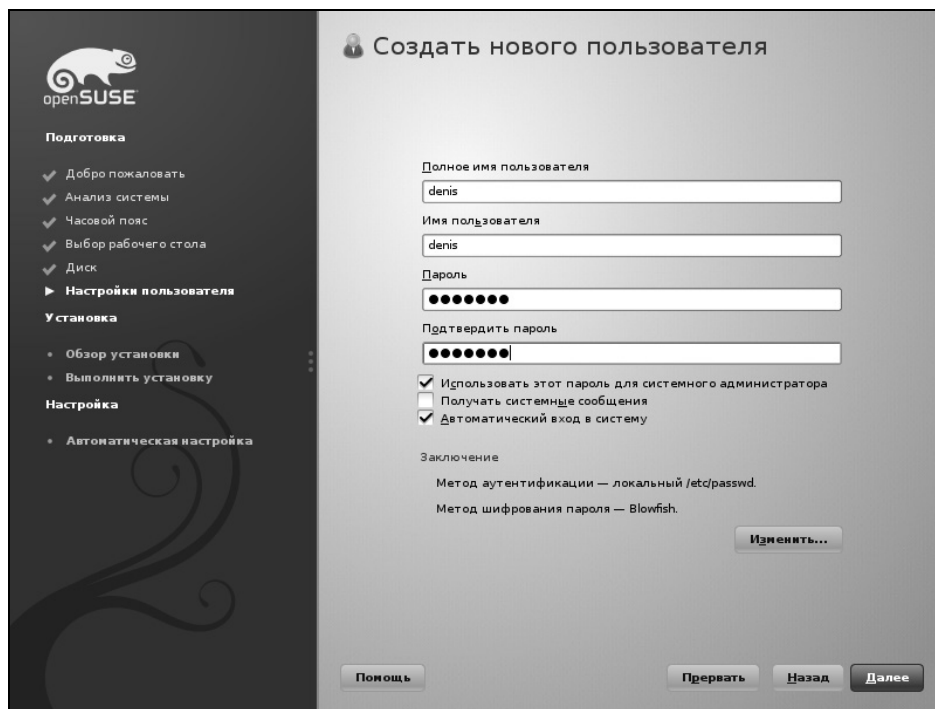 openSUSE
Подготовка
Добро пожаловать
Анализ системы
Часовой пояс
Выбор рабочего стола
Диск
Настройки пользователя
Установка
Обзор установки
Выполнить установку
Настройка
Автоматическая настройка
Создать нового пользователя
Полное имя пользователя
denis
Имя пользователя
denis
Пароль
●●●●●●●
Подтвердить пароль
●●●●●●●
Использовать этот пароль для системного администратора
Получать системные сообщения
Автоматический вход в систему
Заключение
Метод аутентификации — локальный /etc/passwd.
Метод шифрования пароля — Blowfish.
Изменить...
Помощь
Прервать
Назад
Далее